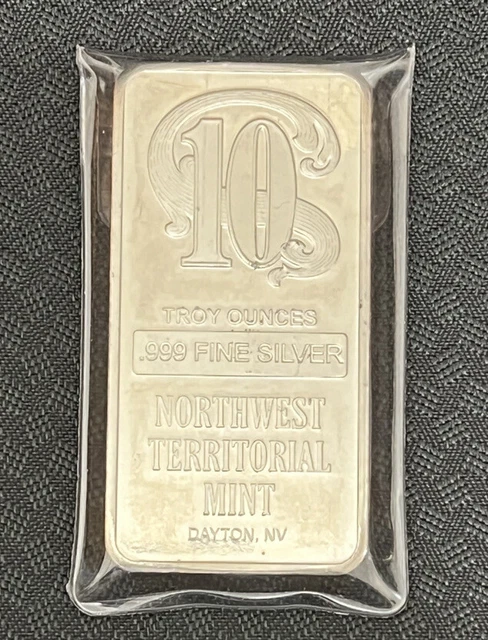 10
TROY OUNCES
.999 FINE SILVER
NORTHWEST
TERRITORIAL
MINT
DAYTON, NV